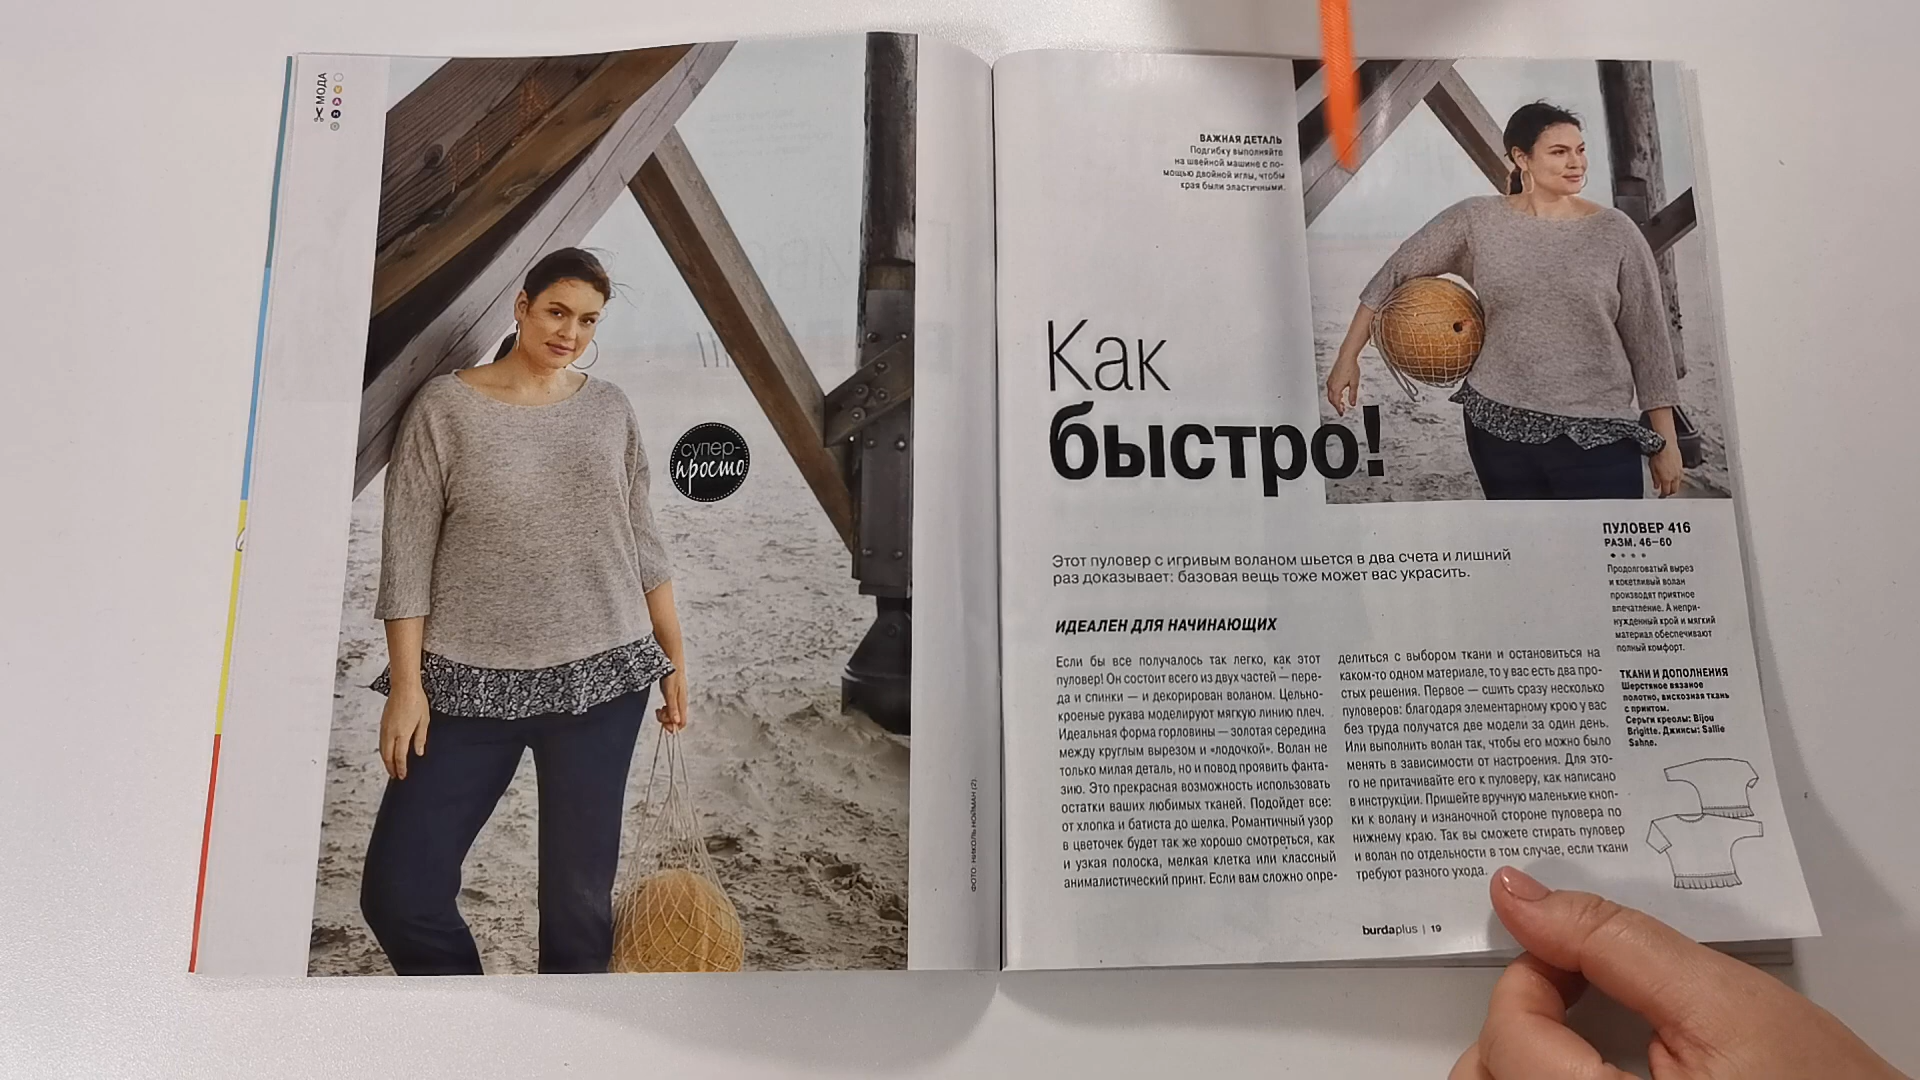 МОДА
супер-
просто
ФОТО: НИКОЛЬ НОЙМАН (2).
ВАЖНАЯ ДЕТАЛЬ
Подгибку выполняйте
на швейной машине с по-
мощью двойной иглы, чтобы
края были эластичными.
Как
быстро!
Этот пуловер с игривым воланом шьется в два счета и лишний
раз доказывает: базовая вещь тоже может вас украсить.
ИДЕАЛЕН ДЛЯ НАЧИНАЮЩИХ
Если бы все получалось так легко, как этот
пуловер! Он состоит всего из двух частей — пере-
да и спинки — и декорирован воланом. Цельно-
кроеные рукава моделируют мягкую линию плеч.
Идеальная форма горловины — золотая середина
между круглым вырезом и «лодочкой». Волан не
только милая деталь, но и повод проявить фанта-
зию. Это прекрасная возможность использовать
остатки ваших любимых тканей. Подойдет все:
от хлопка и батиста до шелка. Романтичный узор
в цветочек будет так же хорошо смотреться, как
и узкая полоска, мелкая клетка или классный
анималистический принт. Если вам сложно опре-
делиться с выбором ткани и остановиться на
каком-то одном материале, то у вас есть два про-
стых решения. Первое — сшить сразу несколько
пуловеров: благодаря элементарному крою у вас
без труда получатся две модели за один день.
Или выполнить волан так, чтобы его можно было
менять в зависимости от настроения. Для это-
го не притачивайте его к пуловеру, как написано
в инструкции. Пришейте вручную маленькие кноп-
ки к волану и изнаночной стороне пуловера по
нижнему краю. Так вы сможете стирать пуловер
и волан по отдельности в том случае, если ткани
требуют разного ухода.
ПУЛОВЕР 416
РАЗМ. 46–60
Продолговатый вырез
и кокетливый волан
производят приятное
впечатление. А непри-
нужденный крой и мягкий
материал обеспечивают
полный комфорт.
ТКАНИ И ДОПОЛНЕНИЯ
Шерстяное вязаное
полотно, вискозная ткань
с принтом.
Серьги креолы: Bijou
Brigitte. Джинсы: Sallie
Sahne.
burdaplus | 19